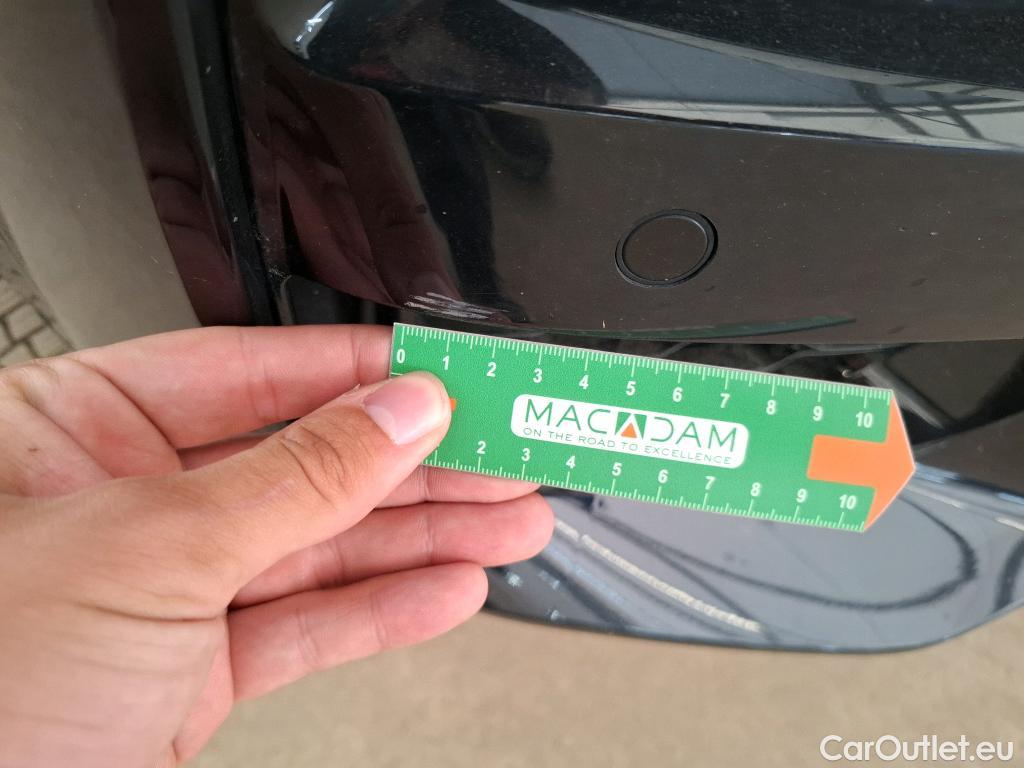 0 1 2 3 4 5 6 7 8 9 10
MACADAM
ON THE ROAD TO EXCELLENCE
2 3 4 5 6 7 8 9 10
CarOutlet.eu